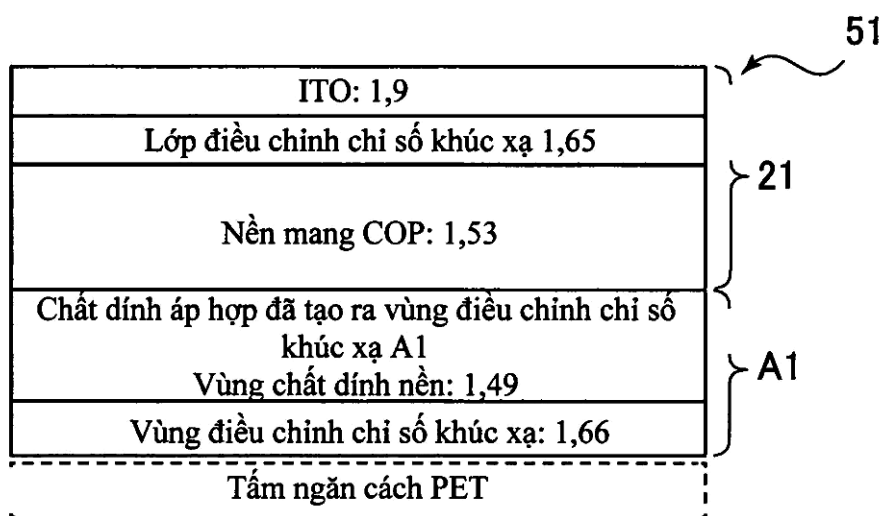 51
ITO: 1,9
Lớp điều chỉnh chỉ số khúc xạ 1,65
21
Nền mang COP: 1,53
Chất dính áp hợp đã tạo ra vùng điều chỉnh chỉ số
khúc xạ A1
Vùng chất dính nền: 1,49
A1
Vùng điều chỉnh chỉ số khúc xạ: 1,66
Tấm ngăn cách PET